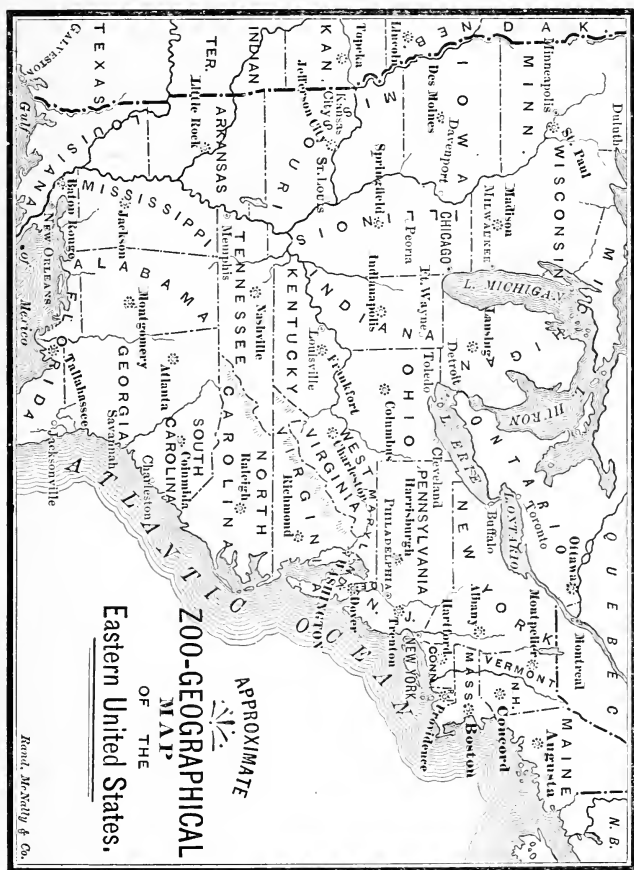 APPROXIMATE
ZOO-GEOGRAPHICAL
MAP
OF THE
Eastern United States.
Rand, McNally & Co.
DAK
NEB
KAN.
INDIAN
TER.
TEXAS
MINN
IOWA
MISSOURI
ARKANSAS
LOUISIANA
WISCONSIN
ILLINOIS
MISSISSIPPI
INDIANA
KENTUCKY
TENNESSEE
ALABAMA
OHIO
WEST
VIRGINIA
VIRGINIA
NORTH
CAROLINA
SOUTH
CAROLINA
GEORGIA
FLORIDA
ONTARIO
QUEBEC
PENNSYLVANIA
NEW YORK
VERMONT
N.H.
MASS
CONN
MAINE
N.B.
N.J.
ATLANTIC OCEAN
Gulf of Mexico
L. MICHIGAN
HURON
L. ERIE
L. ONTARIO
Duluth
Minneapolis
St. Paul
Madison
MILWAUKEE
Lincoln
Des Moines
Davenport
CHICAGO
Lansing
Detroit
Toronto
Ottawa
Montreal
Topeka
Kansas
City
Jefferson City
St. Louis
Springfield
Peoria
Indianapolis
Ft. Wayne
Toledo
Cleveland
Columbus
Buffalo
Albany
Montpelier
Augusta
Concord
Boston
Providence
Hartford
NEW YORK
Trenton
PHILADELPHIA
Harrisburgh
Dover
Louisville
Frankfort
Charleston
Richmond
Raleigh
Little Rock
Memphis
Nashville
Columbia
Charleston
Atlanta
Savannah
Montgomery
Jackson
Baton Rouge
NEW ORLEANS
GALVESTON
Tallahassee
Jacksonville